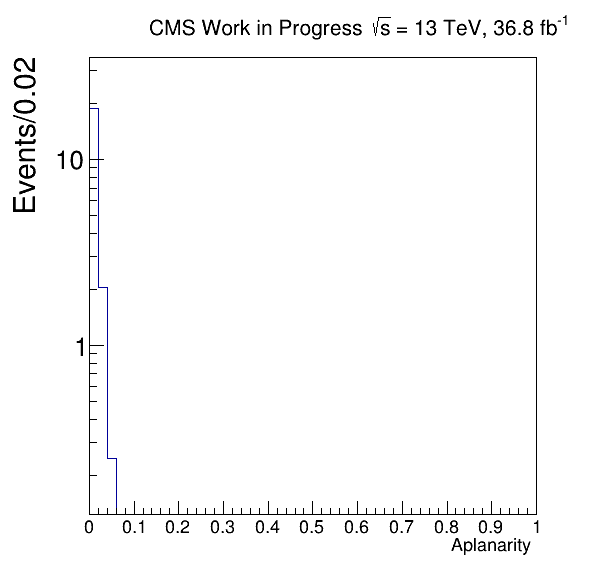 CMS Work in Progress √s = 13 TeV, 36.8 fb⁻¹
Events/0.02
10
1
0 0.1 0.2 0.3 0.4 0.5 0.6 0.7 0.8 0.9 1
Aplanarity